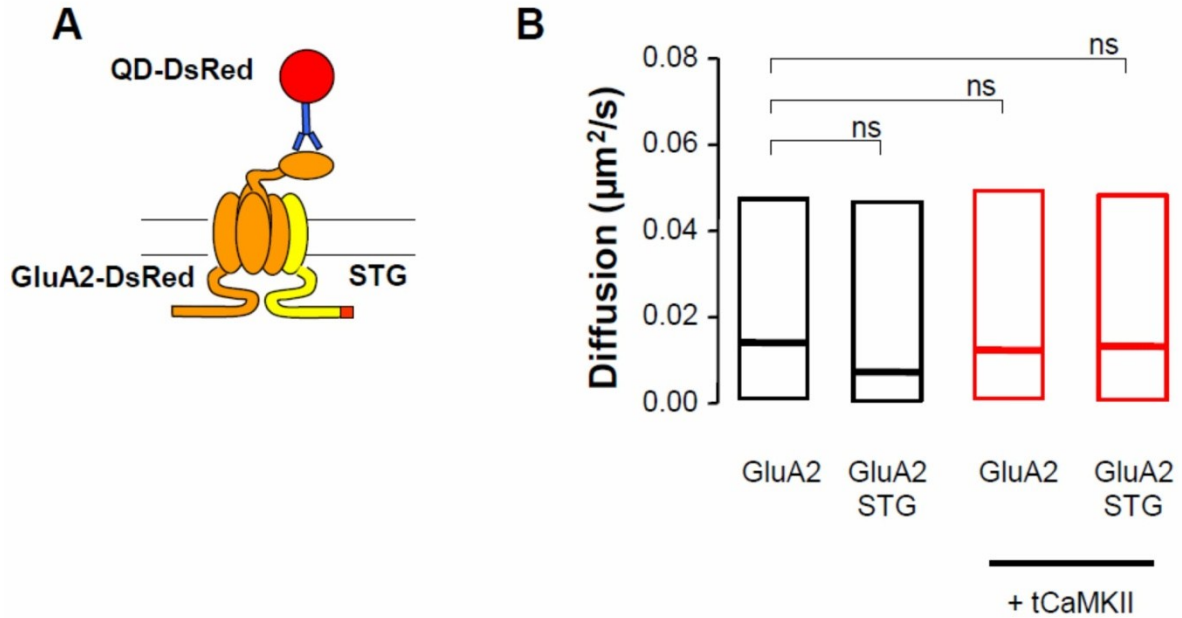 A
QD-DsRed
GluA2-DsRed
STG
B
Diffusion (µm²/s)
0.08
0.06
0.04
0.02
0.00
ns
ns
ns
GluA2
GluA2
STG
GluA2
GluA2
STG
+ tCaMKII